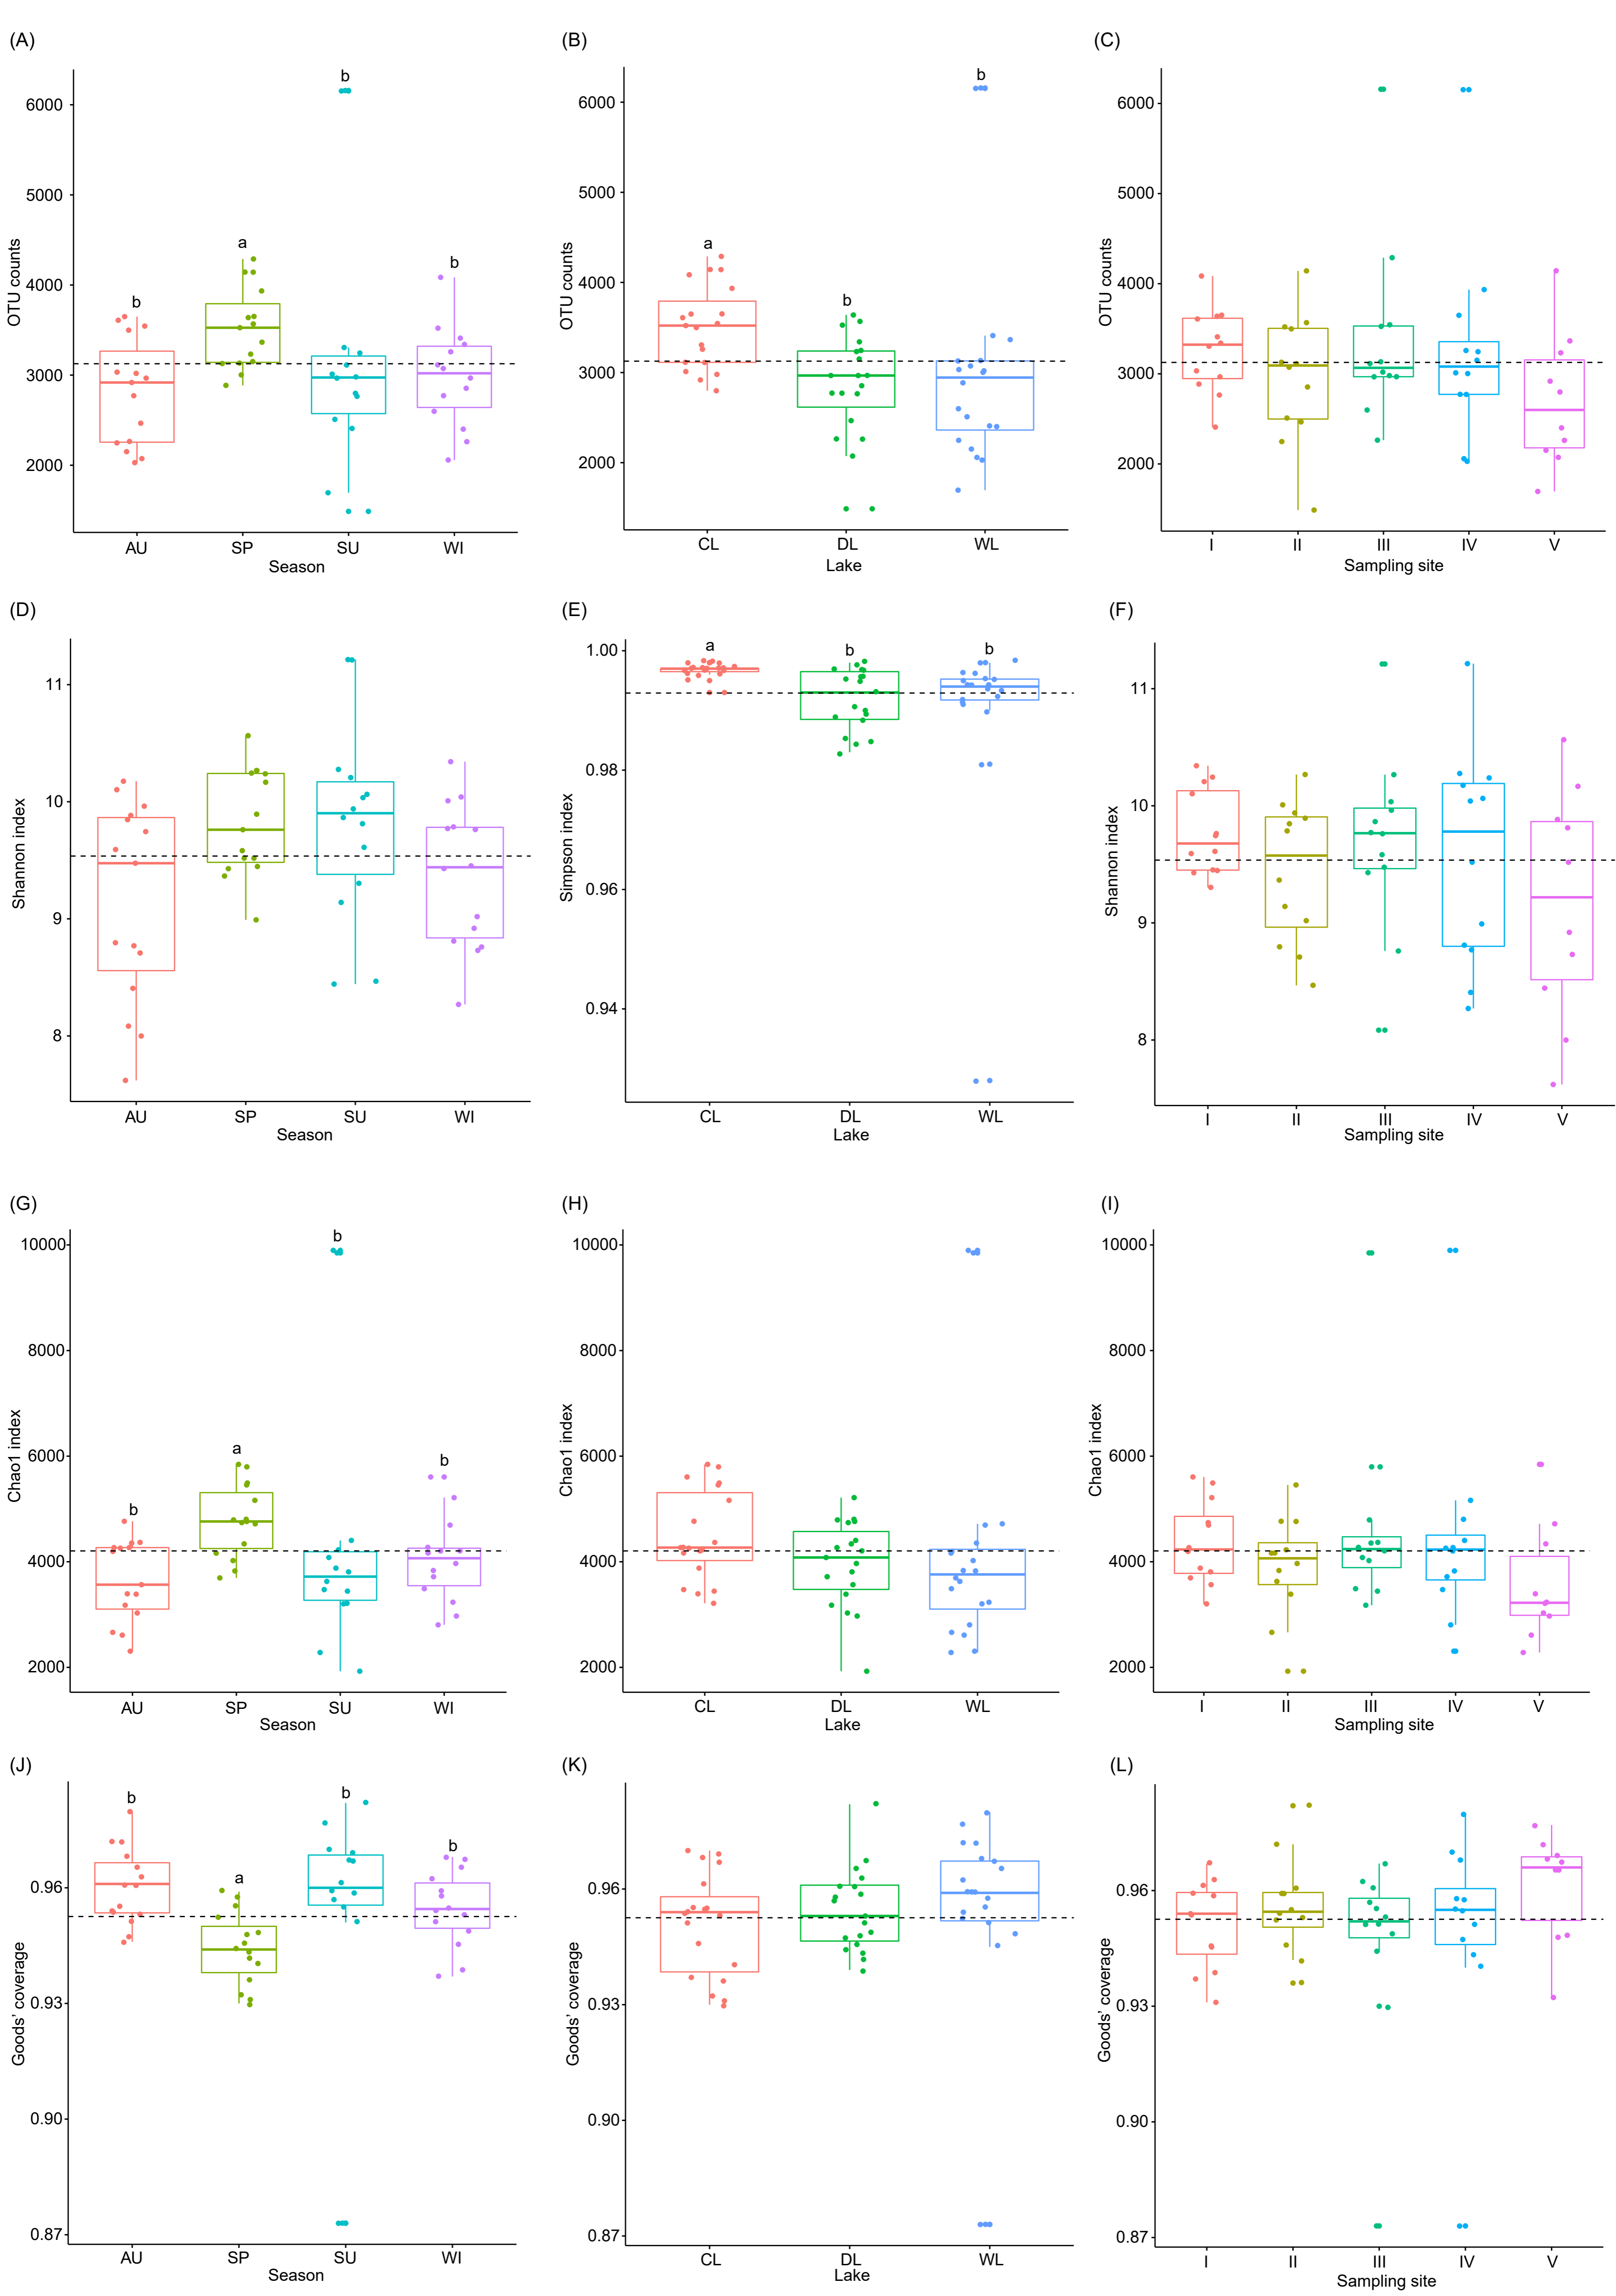 (A)
b
6000
5000
a
b
OTU counts
4000
b
3000
2000
AU SP SU WI
Season
(B)
b
6000
5000
a
OTU counts
4000
b
3000
2000
CL DL WL
Lake
(C)
6000
5000
OTU counts
4000
3000
2000
I II III IV V
Sampling site
(D)
11
10
Shannon index
9
8
AU SP SU WI
Season
(E)
1.00
a b b
0.98
Simpson index
0.96
0.94
CL DL WL
Lake
(F)
11
10
Shannon index
9
8
I II III IV V
Sampling site
(G)
b
10000
8000
a
6000
b
Chao1 index
b
4000
2000
AU SP SU WI
Season
(H)
10000
8000
Chao1 index
6000
4000
2000
CL DL WL
Lake
(I)
10000
8000
Chao1 index
6000
4000
2000
I II III IV V
Sampling site
(J)
b b
b
a
0.96
Goods’ coverage
0.93
0.90
0.87
AU SP SU WI
Season
(K)
0.96
Goods’ coverage
0.93
0.90
0.87
CL DL WL
Lake
(L)
0.96
Goods’ coverage
0.93
0.90
0.87
I II III IV V
Sampling site